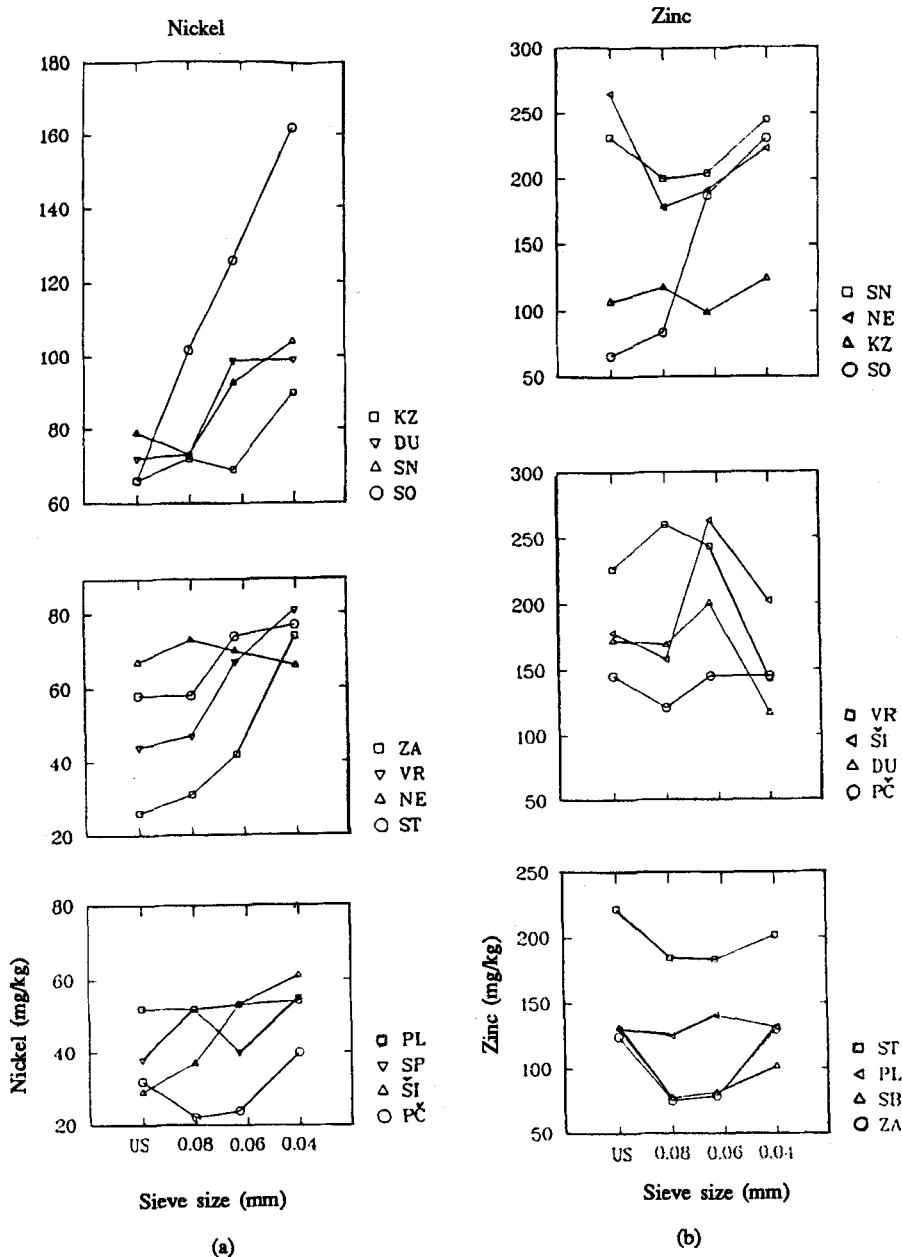 Nickel
180
160
140
120
100
80
60
KZ
DU
SN
SO
80
60
40
20
ZA
VR
NE
ST
80
60
40
20
PL
SP
ŠI
PČ
Nickel (mg/kg)
US 0.08 0.06 0.04
Sieve size (mm)
(a)
Zinc
300
250
200
150
100
50
SN
NE
KZ
SO
300
250
200
150
100
50
VR
ŠI
DU
PČ
250
200
150
100
50
ST
PL
SB
ZA
Zinc (mg/kg)
US 0.08 0.06 0.04
Sieve size (mm)
(b)